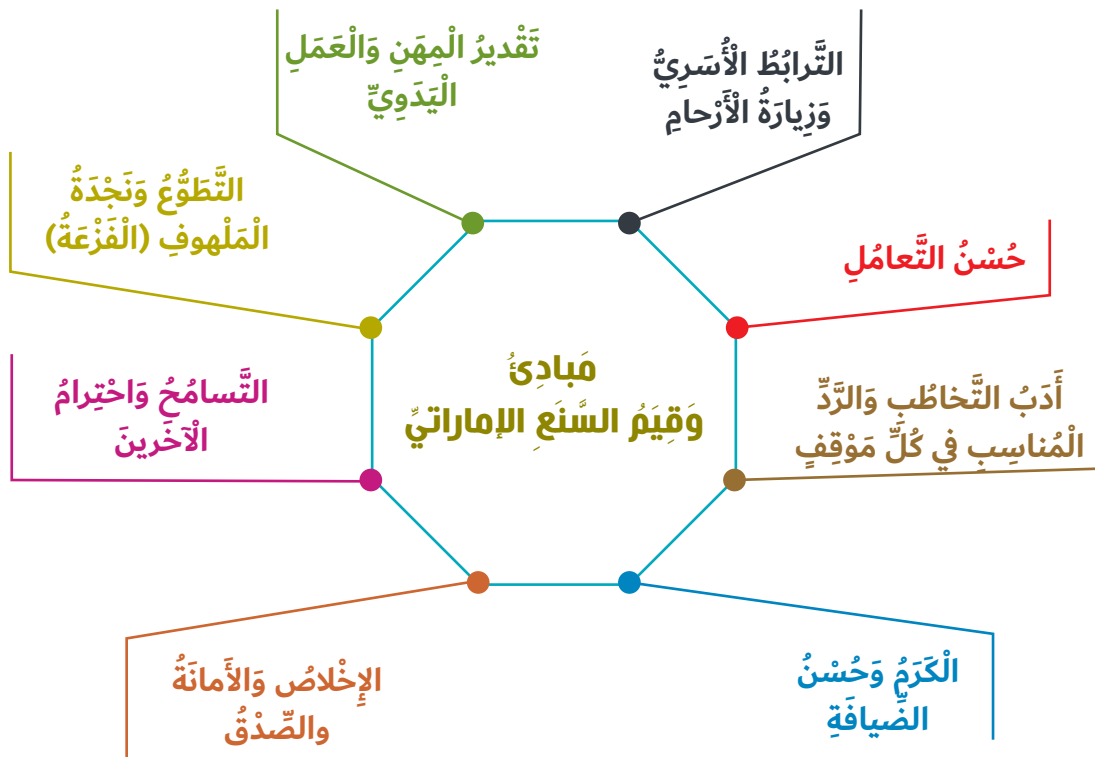 مَبادِئُ
وَقِيَمُ السَّنَعِ الإماراتيِّ
التَّرابُطُ الْأُسَرِيُّ
وَزِيارَةُ الْأَرْحامِ
حُسْنُ التَّعامُلِ
أَدَبُ التَّخاطُبِ وَالرَّدِّ
الْمُناسِبِ في كُلِّ مَوْقِفٍ
الْكَرَمُ وَحُسْنُ
الضِّيافَةِ
الإِخْلاصُ وَالأَمانَةُ
والصِّدْقُ
التَّسامُحُ وَاحْتِرامُ
الْآخَرينَ
التَّطَوُّعُ وَنَجْدَةُ
الْمَلْهوفِ (الْفَزْعَةُ)
تَقْديرُ الْمِهَنِ وَالْعَمَلِ
الْيَدَوِيِّ